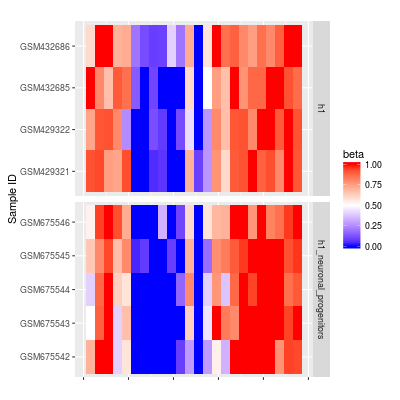 GSM432686
GSM432685
GSM429322
GSM429321
GSM675546
GSM675545
GSM675544
GSM675543
GSM675542
Sample ID
h1
h1_neuronal_progenitors
beta
1.00
0.75
0.50
0.25
0.00